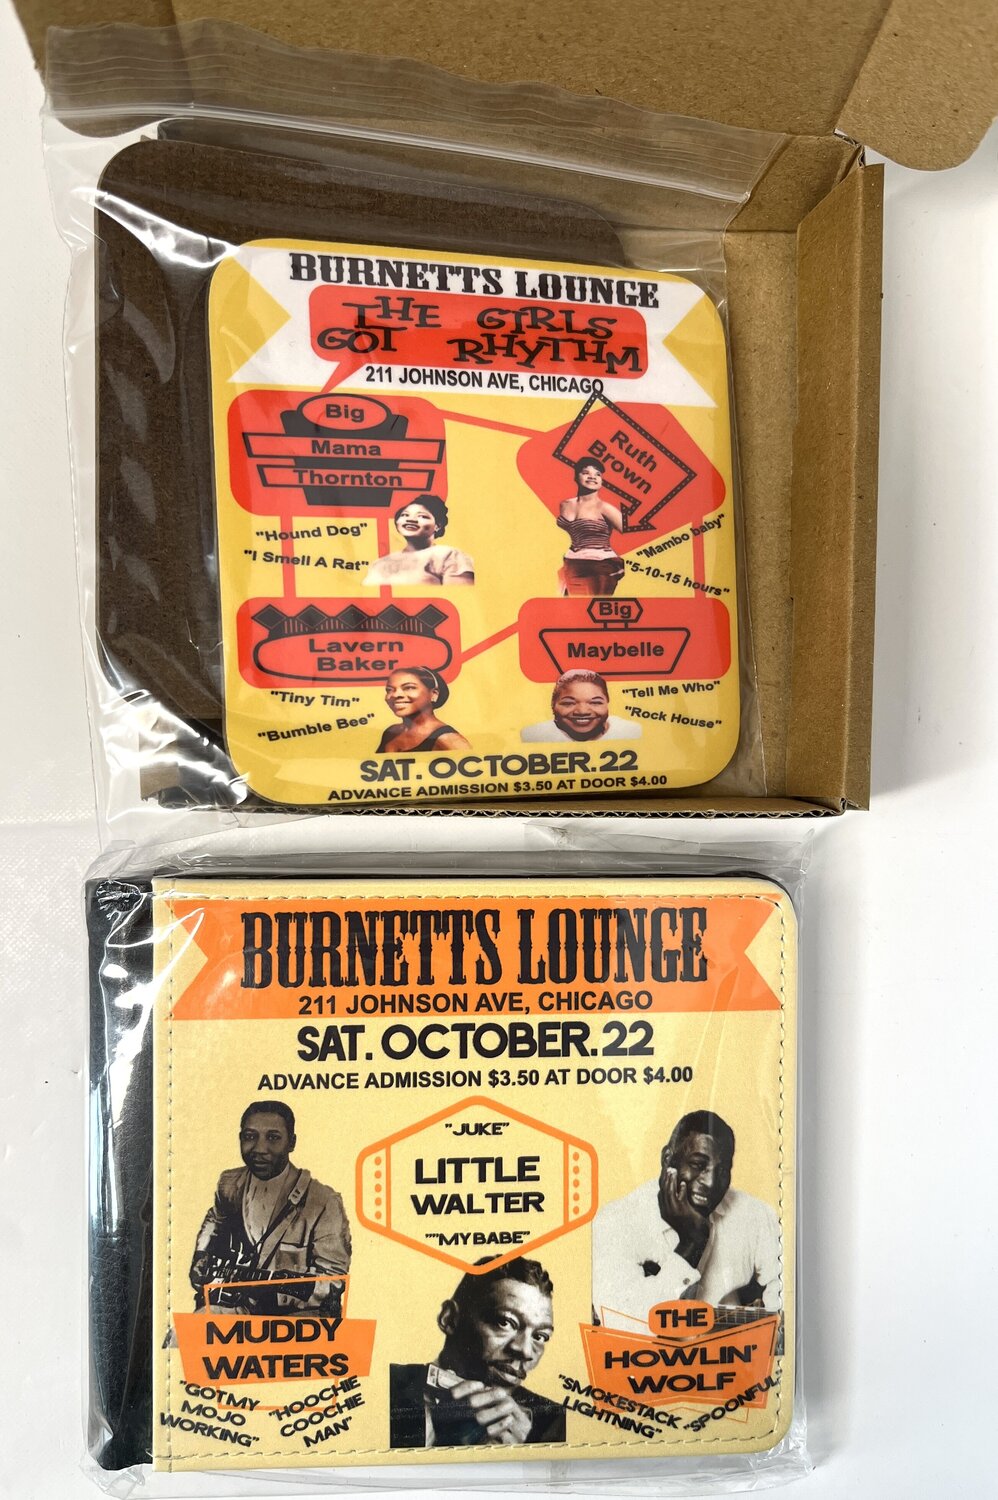 BURNETTS LOUNGE
THE GIRLS
GOT RHYTHM
211 JOHNSON AVE, CHICAGO
Big
Mama
Thornton
"Hound Dog"
"I Smell A Rat"
Ruth
Brown
"Mambo baby"
"5-10-15 hours"
Lavern
Baker
"Tiny Tim"
"Bumble Bee"
Big
Maybelle
"Tell Me Who"
"Rock House"
SAT. OCTOBER.22
ADVANCE ADMISSION $3.50 AT DOOR $4.00
BURNETTS LOUNGE
211 JOHNSON AVE, CHICAGO
SAT. OCTOBER.22
ADVANCE ADMISSION $3.50 AT DOOR $4.00
"JUKE"
LITTLE
WALTER
""MY BABE"
MUDDY
WATERS
"GOT MY
MOJO
WORKING"
"HOOCHIE
COOCHIE
MAN"
THE
HOWLIN'
WOLF
"SMOKESTACK
LIGHTNING"
"SPOONFUL"